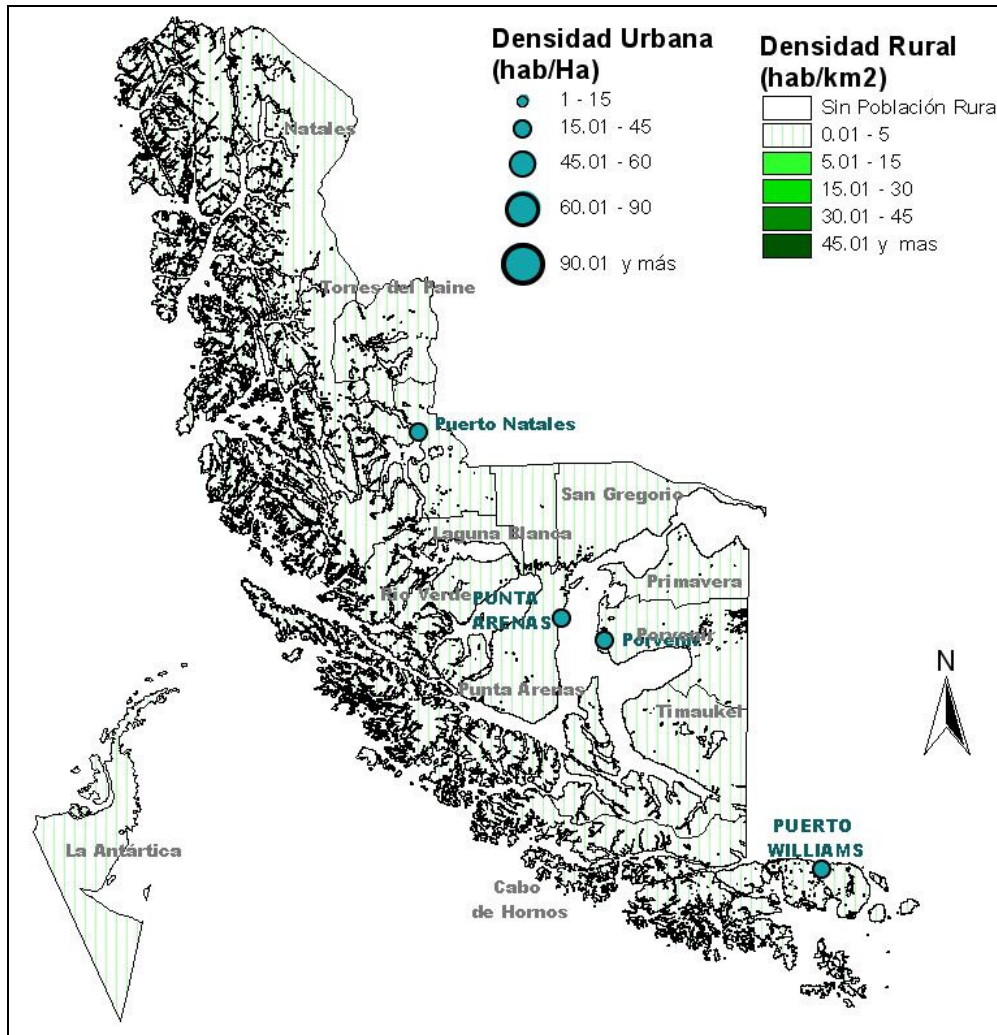 Densidad Urbana
(hab/Ha)
1 - 15
15.01 - 45
45.01 - 60
60.01 - 90
90.01 y más
Densidad Rural
(hab/km2)
Sin Población Rura
0.01 - 5
5.01 - 15
15.01 - 30
30.01 - 45
45.01 y mas
Natales
Torres del Paine
Puerto Natales
San Gregorio
Laguna Blanca
Primavera
Rio Verde
PUNTA
ARENAS
Porvenir
Porvenir
Punta Arenas
Timaukel
N
La Antártica
PUERTO
WILLIAMS
Cabo
de Hornos